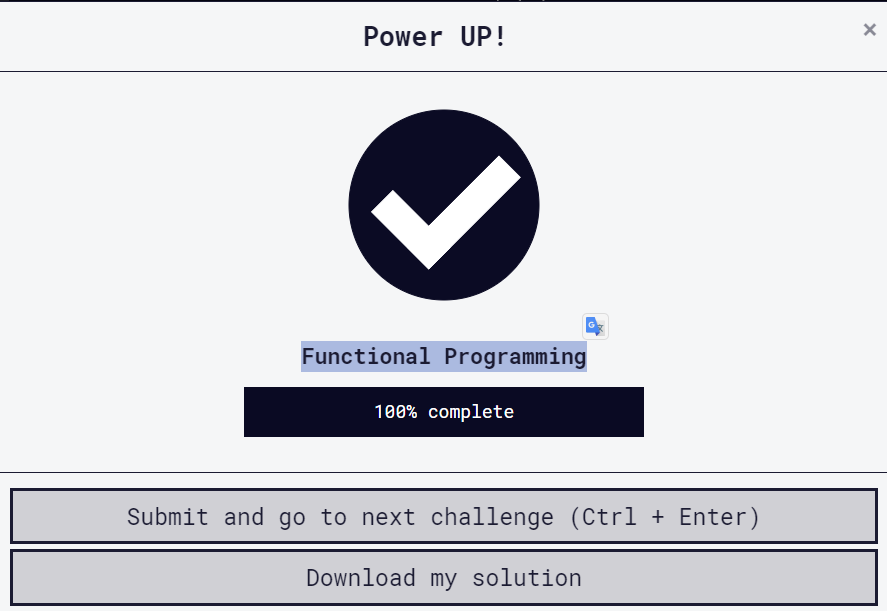 Power UP!
×
Functional Programming
100% complete
Submit and go to next challenge (Ctrl + Enter)
Download my solution